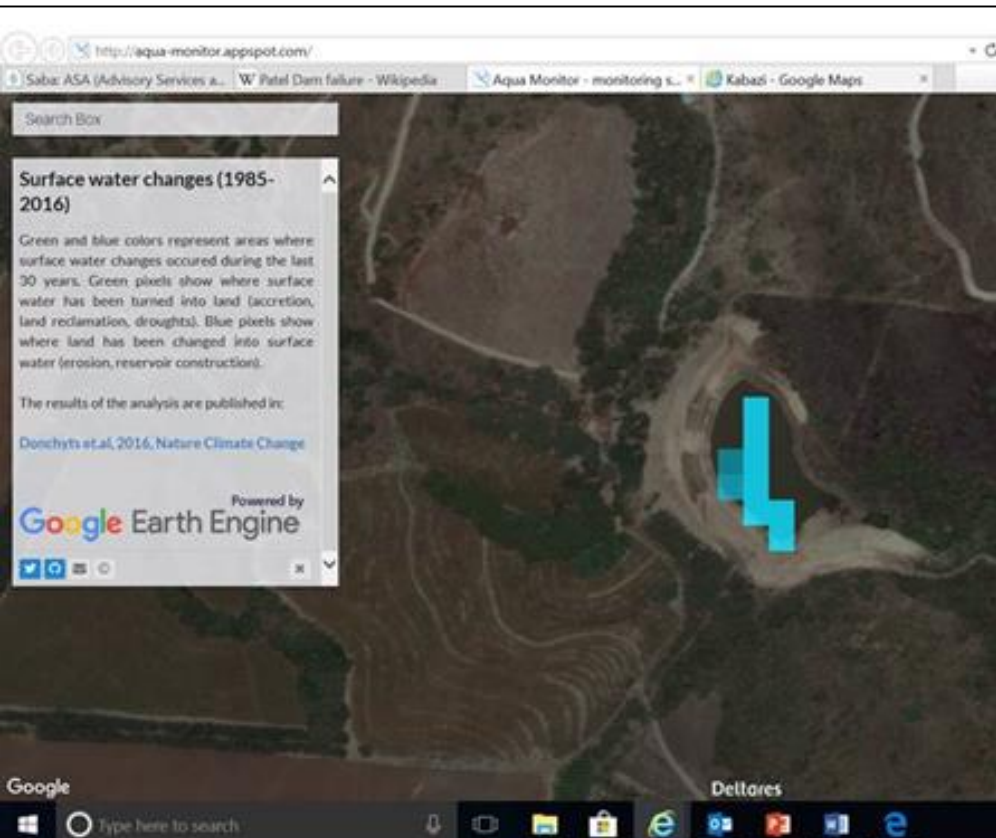 http://aqua-monitor.appspot.com/
Saba: ASA (Advisory Services a... W Patel Dam failure - Wikipedia Aqua Monitor - monitoring s... Kabazi - Google Maps
Search Box
Surface water changes (1985-
2016)
Green and blue colors represent areas where
surface water changes occured during the last
30 years. Green pixels show where surface
water has been turned into land (accretion,
land reclamation, droughts). Blue pixels show
where land has been changed into surface
water (erosion, reservoir construction).
The results of the analysis are published in:
Donchyts et.al, 2016, Nature Climate Change
Powered by
Google Earth Engine
Google
Deltares
Type here to search